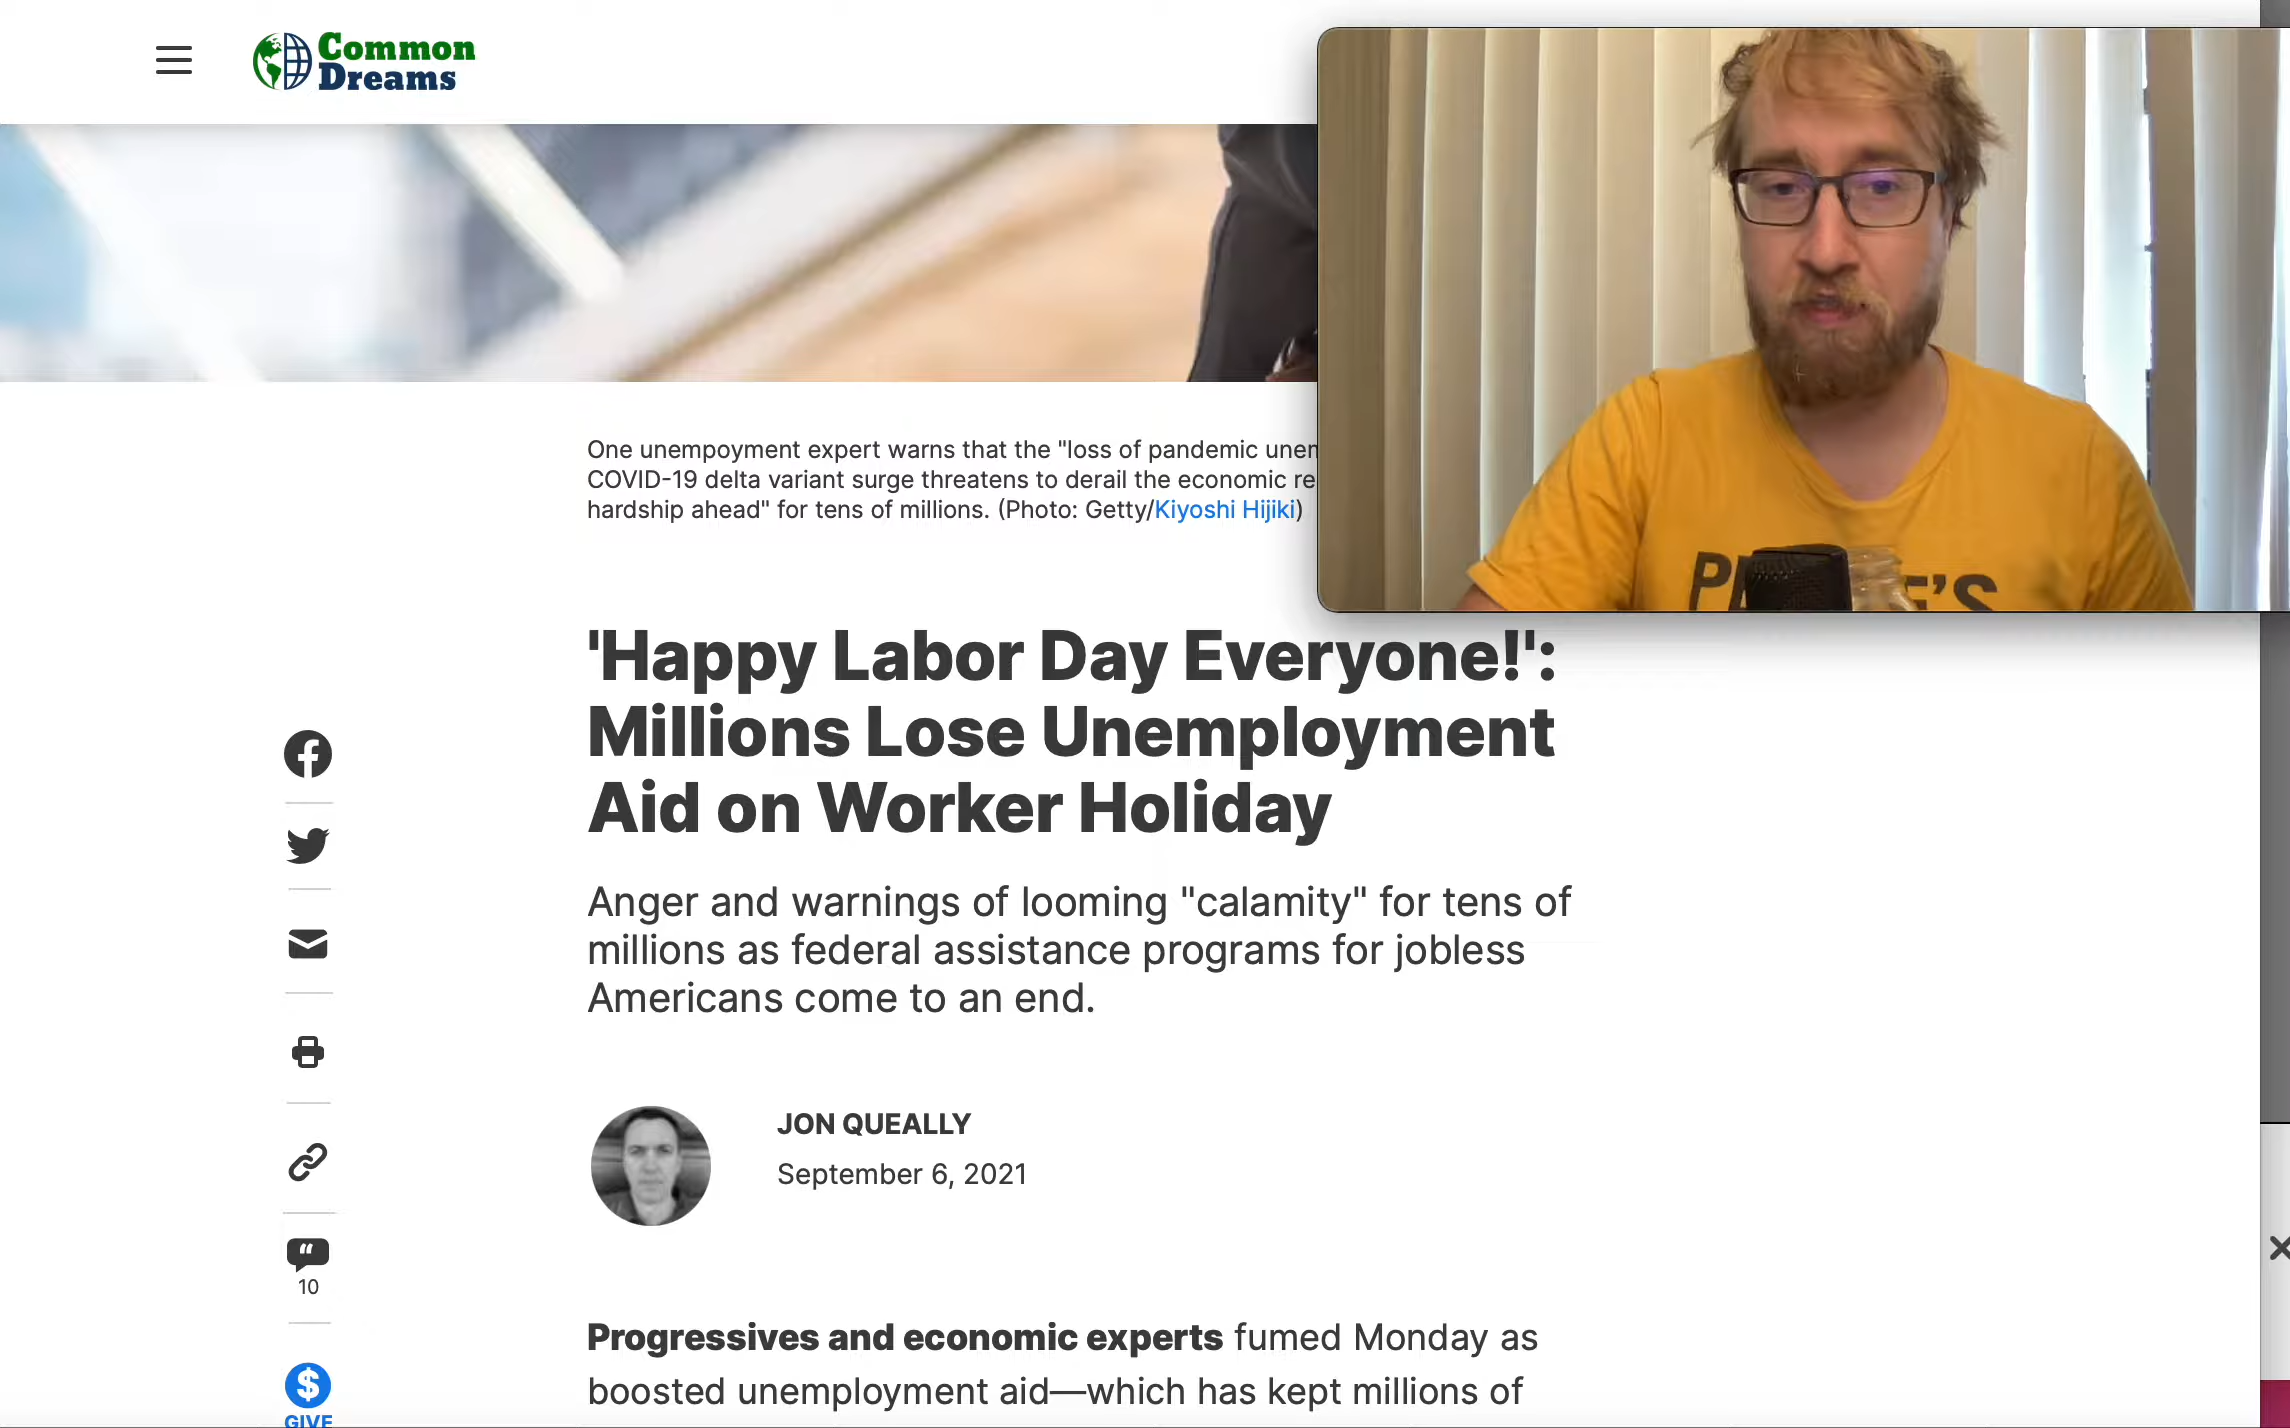 Common
Dreams
One unempoyment expert warns that the "loss of pandemic
COVID-19 delta variant surge threatens to derail the economic
hardship ahead" for tens of millions. (Photo: Getty/Kiyoshi Hijiki)
'Happy Labor Day Everyone!':
Millions Lose Unemployment
Aid on Worker Holiday
Anger and warnings of looming "calamity" for tens of
millions as federal assistance programs for jobless
Americans come to an end.
JON QUEALLY
September 6, 2021
10
Progressives and economic experts fumed Monday as
boosted unemployment aid—which has kept millions of
GIVE